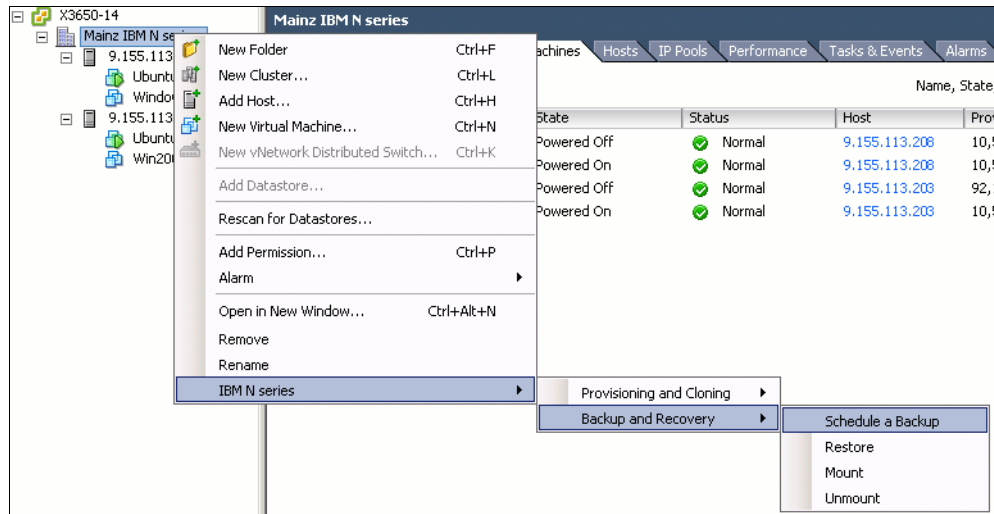 X3650-14
Mainz IBM N se
9.155.113
Ubuntu
Windo
9.155.113
Ubuntu
Win20
New Folder Ctrl+F
New Cluster... Ctrl+L
Add Host... Ctrl+H
New Virtual Machine... Ctrl+N
New vNetwork Distributed Switch... Ctrl+K
Add Datastore...
Rescan for Datastores...
Add Permission... Ctrl+P
Alarm
Open in New Window... Ctrl+Alt+N
Remove
Rename
IBM N series
Provisioning and Cloning
Backup and Recovery
Schedule a Backup
Restore
Mount
Unmount
Mainz IBM N series
achines Hosts IP Pools Performance Tasks & Events Alarms
Name, State
State Status Host Pro
Powered Off Normal 9.155.113.208 10,
Powered On Normal 9.155.113.208 10,
Powered Off Normal 9.155.113.203 92,
Powered On Normal 9.155.113.203 10,